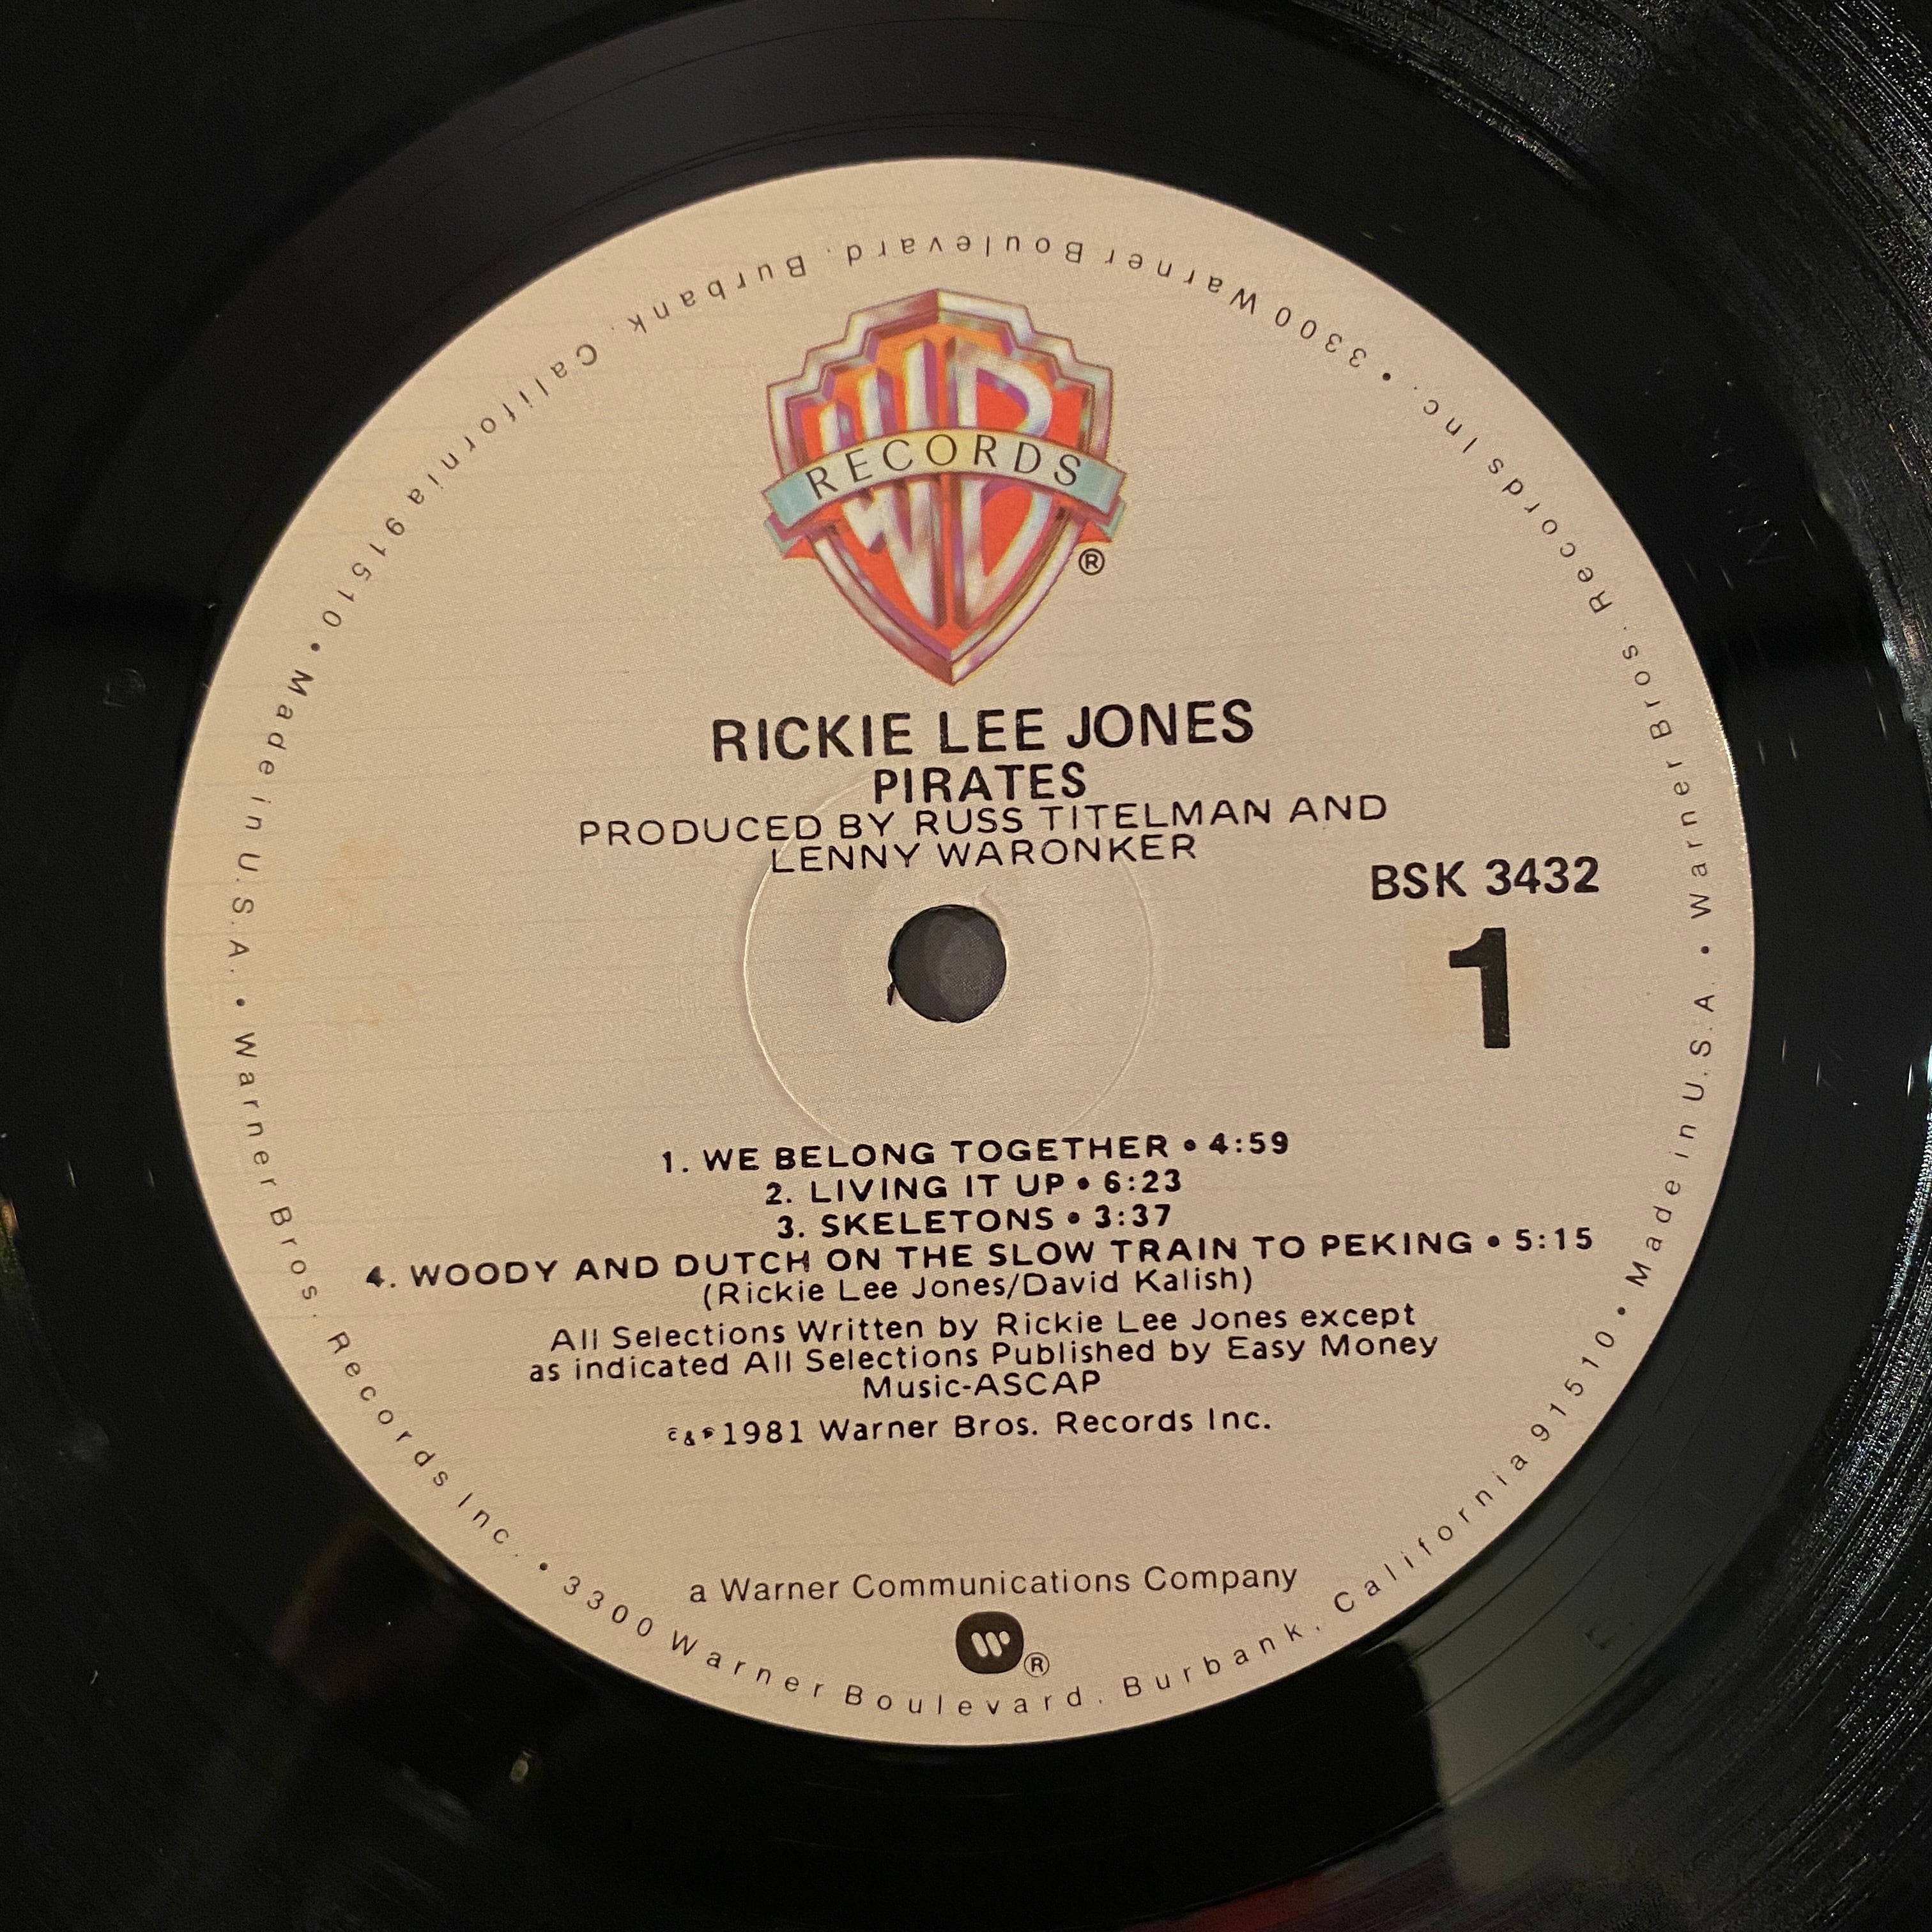 WB
RECORDS
®
RICKIE LEE JONES
PIRATES
PRODUCED BY RUSS TITELMAN AND
LENNY WARONKER
BSK 3432
1
1. WE BELONG TOGETHER • 4:59
2. LIVING IT UP • 6:23
3. SKELETONS • 3:37
4. WOODY AND DUTCH ON THE SLOW TRAIN TO PEKING • 5:15
(Rickie Lee Jones/David Kalish)
All Selections Written by Rickie Lee Jones except
as indicated All Selections Published by Easy Money
Music-ASCAP
©&℗1981 Warner Bros. Records Inc.
a Warner Communications Company
W®
Made in U.S.A. • Warner Bros. Records Inc. • 3300 Warner Boulevard. Burbank. California 91510 • Made in U.S.A. • Warner Bros. Records Inc. • 3300 Warner Boulevard. Burbank. California 91510 •